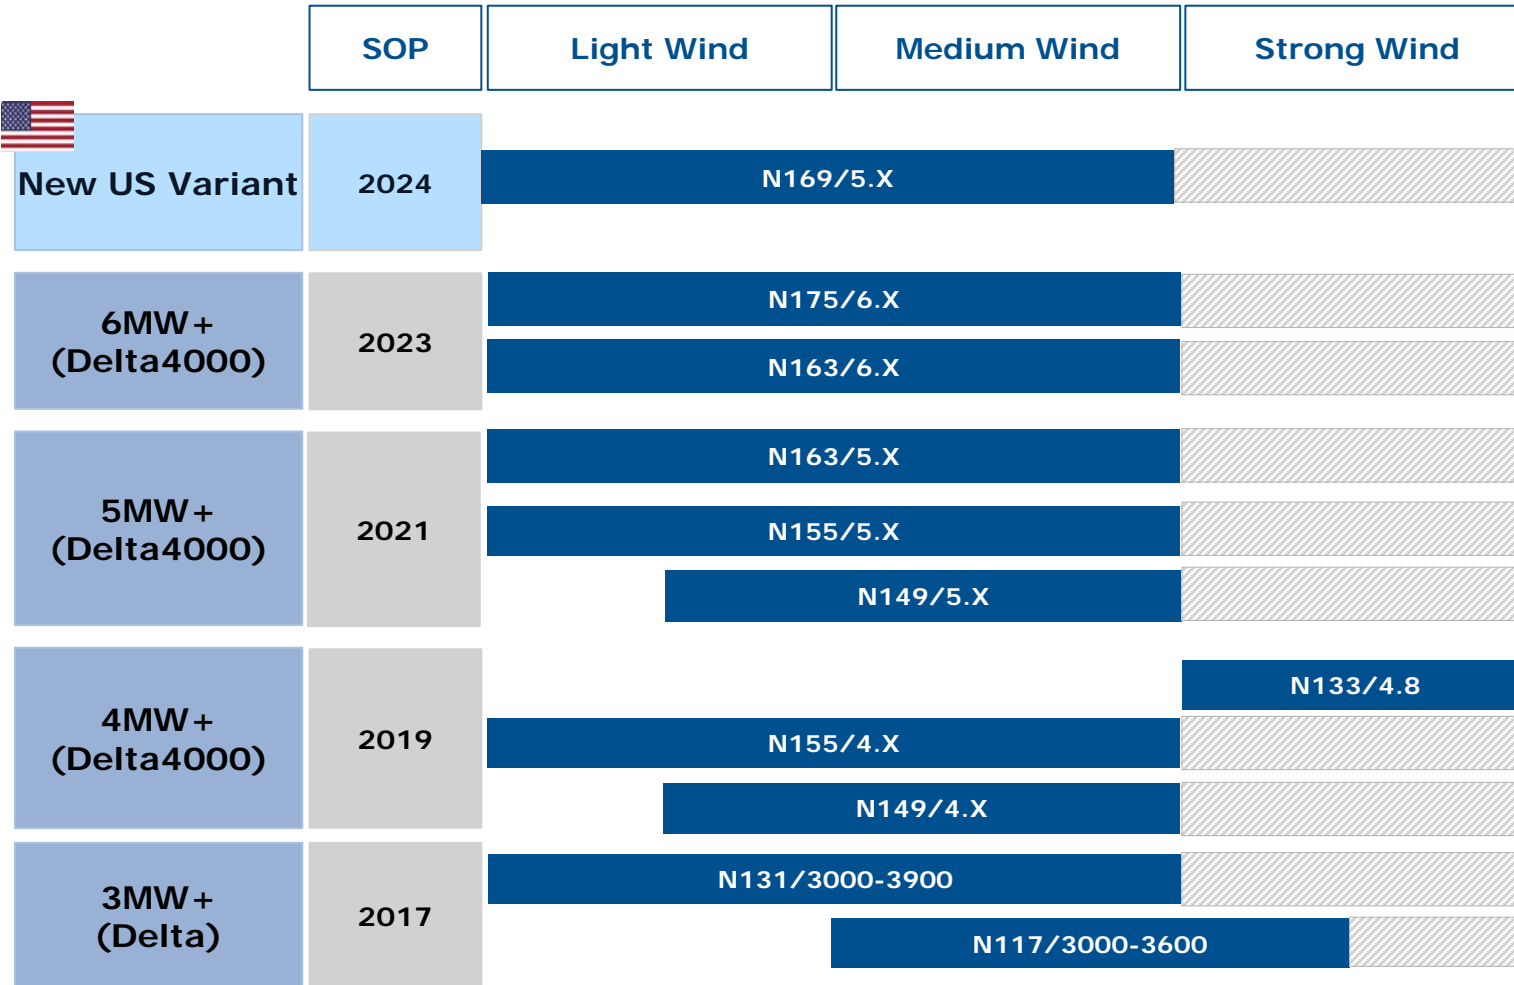 SOP
Light Wind
Medium Wind
Strong Wind
New US Variant
2024
N169/5.X
6MW+
(Delta4000)
2023
N175/6.X
N163/6.X
5MW+
(Delta4000)
2021
N163/5.X
N155/5.X
N149/5.X
4MW+
(Delta4000)
2019
N133/4.8
N155/4.X
N149/4.X
3MW+
(Delta)
2017
N131/3000-3900
N117/3000-3600